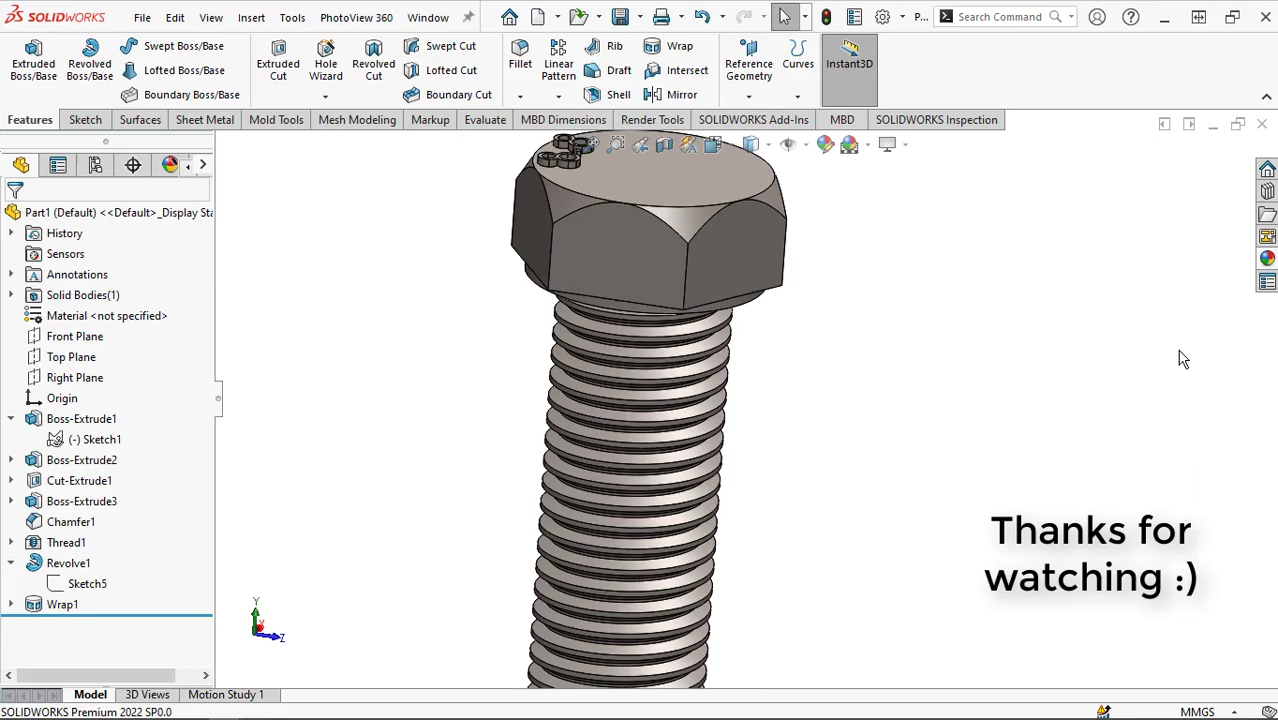 SOLIDWORKS File Edit View Insert Tools PhotoView 360 Window P... Search Command
Extruded Boss/Base
Revolved Boss/Base
Swept Boss/Base
Lofted Boss/Base
Boundary Boss/Base
Extruded Cut
Hole Wizard
Revolved Cut
Swept Cut
Lofted Cut
Boundary Cut
Fillet
Linear Pattern
Rib
Draft
Shell
Wrap
Intersect
Mirror
Reference Geometry
Curves
Instant3D
Features Sketch Surfaces Sheet Metal Mold Tools Mesh Modeling Markup Evaluate MBD Dimensions Render Tools SOLIDWORKS Add-Ins MBD SOLIDWORKS Inspection
Part1 (Default) <<Default>_Display Sta
History
Sensors
Annotations
Solid Bodies(1)
Material <not specified>
Front Plane
Top Plane
Right Plane
Origin
Boss-Extrude1
(-) Sketch1
Boss-Extrude2
Cut-Extrude1
Boss-Extrude3
Chamfer1
Thread1
Revolve1
Sketch5
Wrap1
Thanks for
watching :)
Y
Z
Model 3D Views Motion Study 1
SOLIDWORKS Premium 2022 SP0.0 MMGS